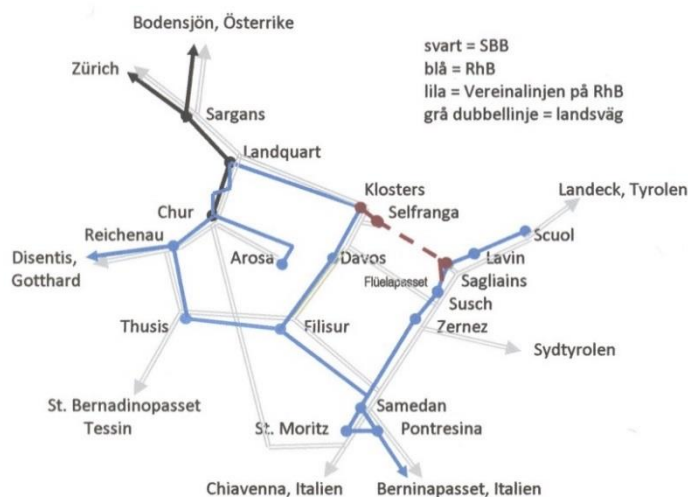 Bodensjön, Österrike
Zürich
svart = SBB
blå = RhB
lila = Vereinalinjen på RhB
grå dubbellinje = landsväg
Sargans
Landquart
Klosters
Selfranga
Landeck, Tyrolen
Chur
Reichenau
Scuol
Disentis,
Gotthard
Arosa
Davos
Lavin
Flüelapasset
Sagliains
Susch
Thusis
Filisur
Zernez
Sydtyrolen
St. Bernadinopasset
Tessin
St. Moritz
Samedan
Pontresina
Chiavenna, Italien
Berninapasset, Italien